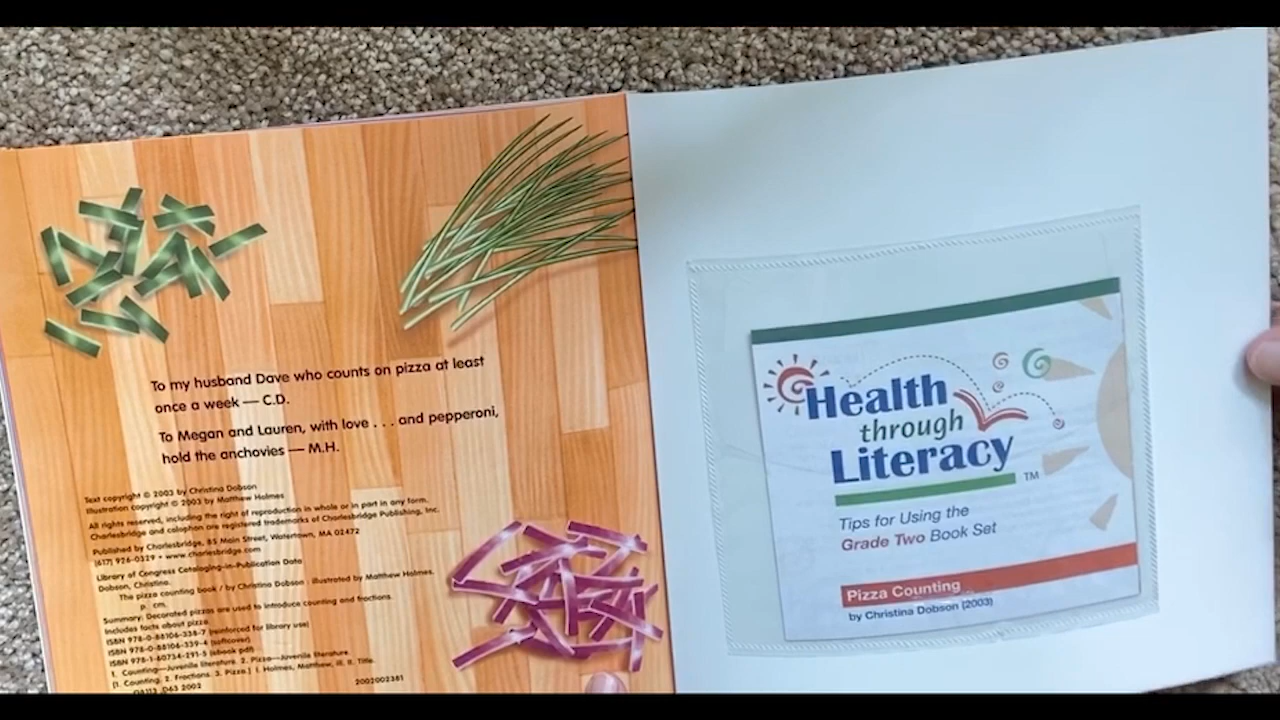 To my husband Dave who counts on pizza at least
once a week — C.D.
To Megan and Lauren, with love . . . and pepperoni,
hold the anchovies — M.H.
Text copyright © 2003 by Christina Dobson
Illustration copyright © 2003 by Matthew Holmes
All rights reserved, including the right of reproduction in whole or in part in any form.
Charlesbridge and colophon are registered trademarks of Charlesbridge Publishing, Inc.
Published by Charlesbridge, 85 Main Street, Watertown, MA 02472
(617) 926-0329 • www.charlesbridge.com
Library of Congress Cataloging-in-Publication Data
Dobson, Christina.
The pizza counting book / by Christina Dobson : illustrated by Matthew Holmes.
p. cm.
Summary: Decorated pizzas are used to introduce counting and fractions.
Includes facts about pizza.
ISBN 978-0-88106-338-7 (reinforced for library use)
ISBN 978-0-88106-339-4 (softcover)
ISBN 978-1-60734-291-5 (ebook pdf)
1. Counting—Juvenile literature. 2. Pizza—Juvenile literature.
[1. Counting. 2. Fractions. 3. Pizza.] I. Holmes, Matthew, ill. II. Title.
QA113 .D63 2002
2002002381
Health
through
Literacy™
Tips for Using the
Grade Two Book Set
Pizza Counting
by Christina Dobson (2003)